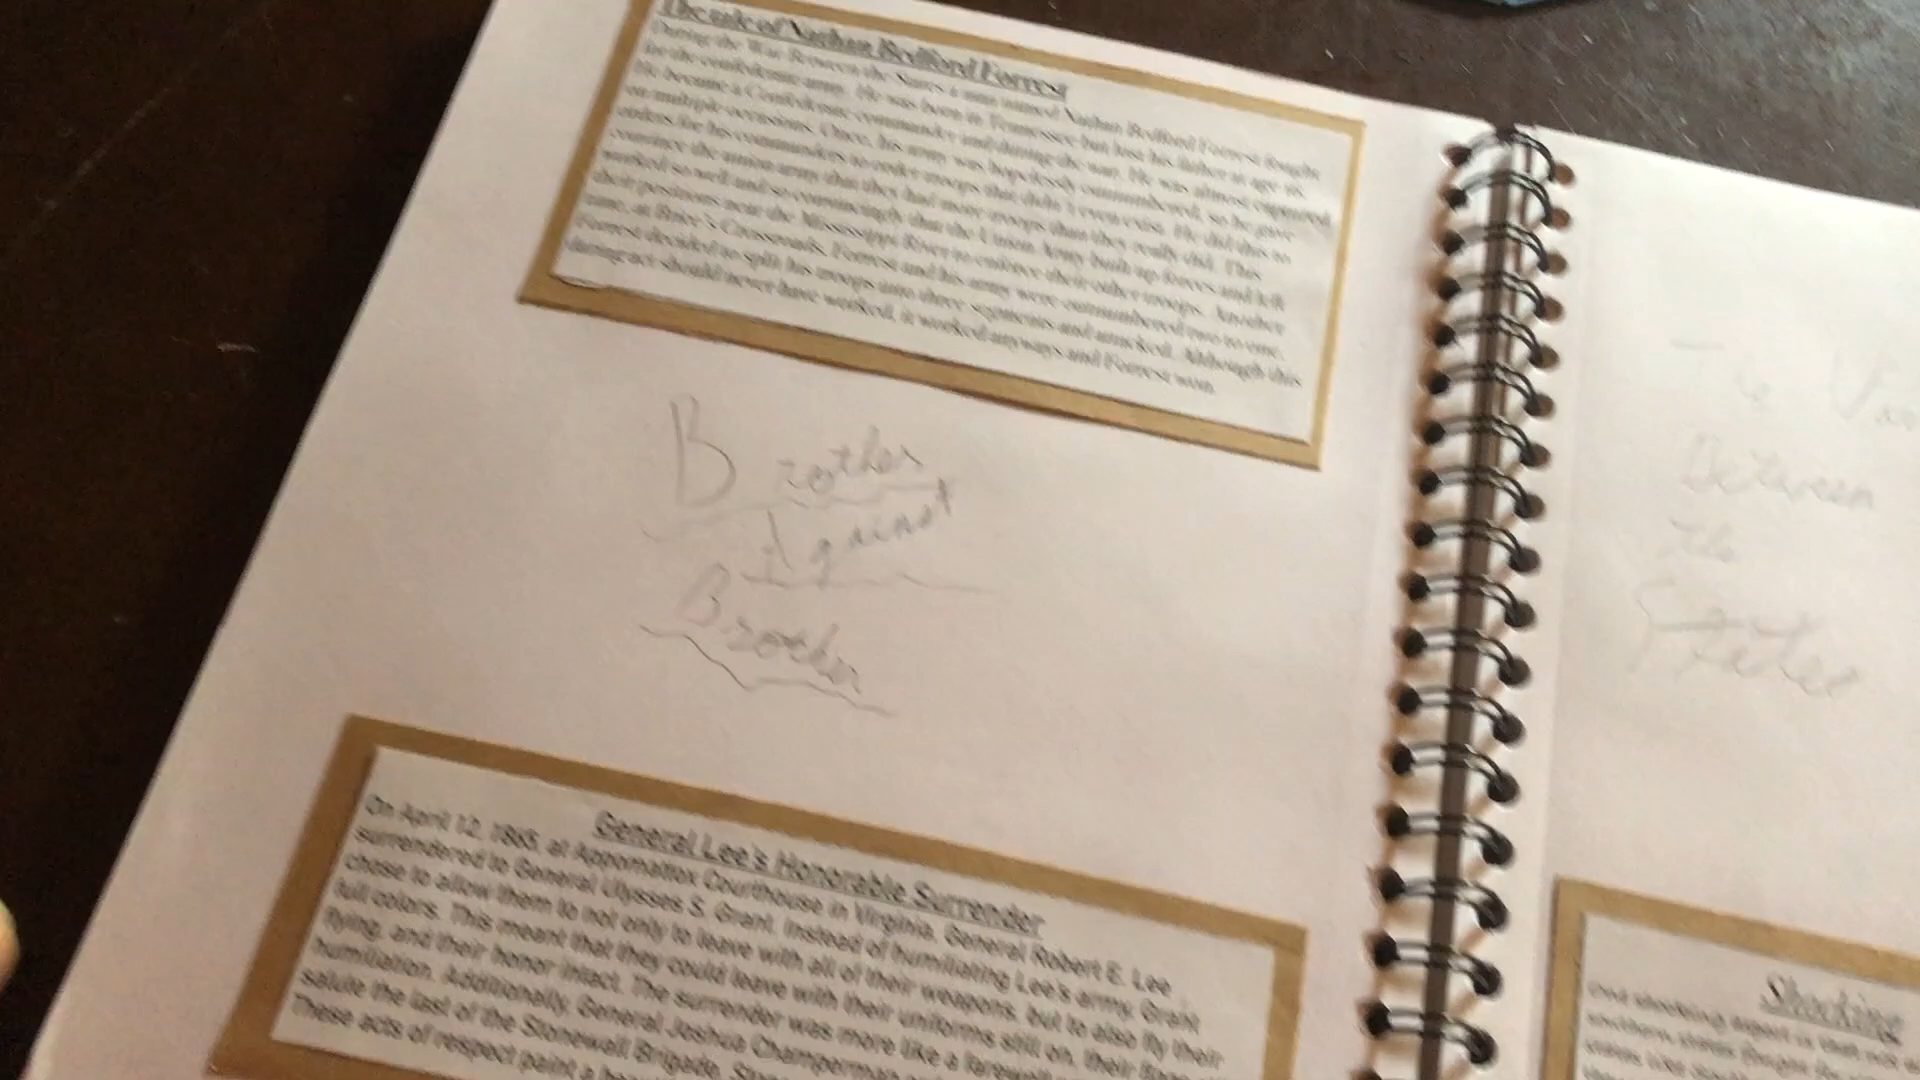 The tale of Nathan Bedford Forrest
During the War Between the States a man named Nathan Bedford Forrest fought
for the confederate army. He was born in Tennessee but lost his father at age 16.
He became a Confederate commander and during the war. He was almost captured
on multiple occasions. Once, his army was hopelessly outnumbered, so he gave
orders for his commanders to order troops that didn't even exist. He did this to
convince the union army that they had more troops than they really did. This
worked so well and so convincingly that the Union Army built up forces and left
their positions near the Mississippi River to their other troops. Another
time, at Brice's Crossroads, Forrest and his army were outnumbered two to one.
Forrest decided to split his troops into three segments and attacked. Although this
daring act should never have worked, it worked anyways and Forrest won.
Brother
Against
Brother
General Lee's Honorable Surrender
On April 12, 1865, at Appomattox Courthouse in Virginia, General Robert E. Lee
surrendered to General Ulysses S. Grant. Instead of humiliating Lee's army, Grant
chose to allow them to not only to leave with all of their weapons, but to also fly their
full colors. This meant that they could leave with their uniforms still on, their
flying, and their honor intact. The surrender was more like a farewell
humiliation. Additionally, General Joshua
salute the last of the Stonewall Brigade,
These acts of respect paint a
The
Between
the
States
Shocking
One shocking aspect is that